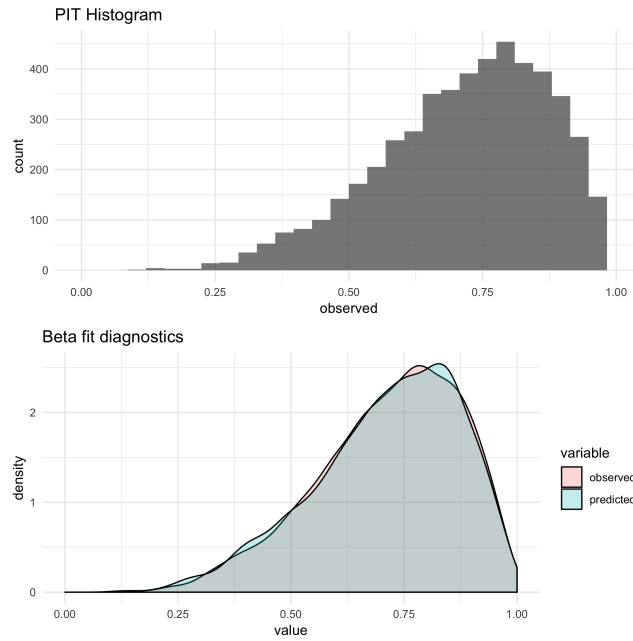 PIT Histogram
count
400
300
200
100
0
0.00 0.25 0.50 0.75 1.00
observed
Beta fit diagnostics
density
2
1
0
0.00 0.25 0.50 0.75 1.00
value
variable
observed
predicted